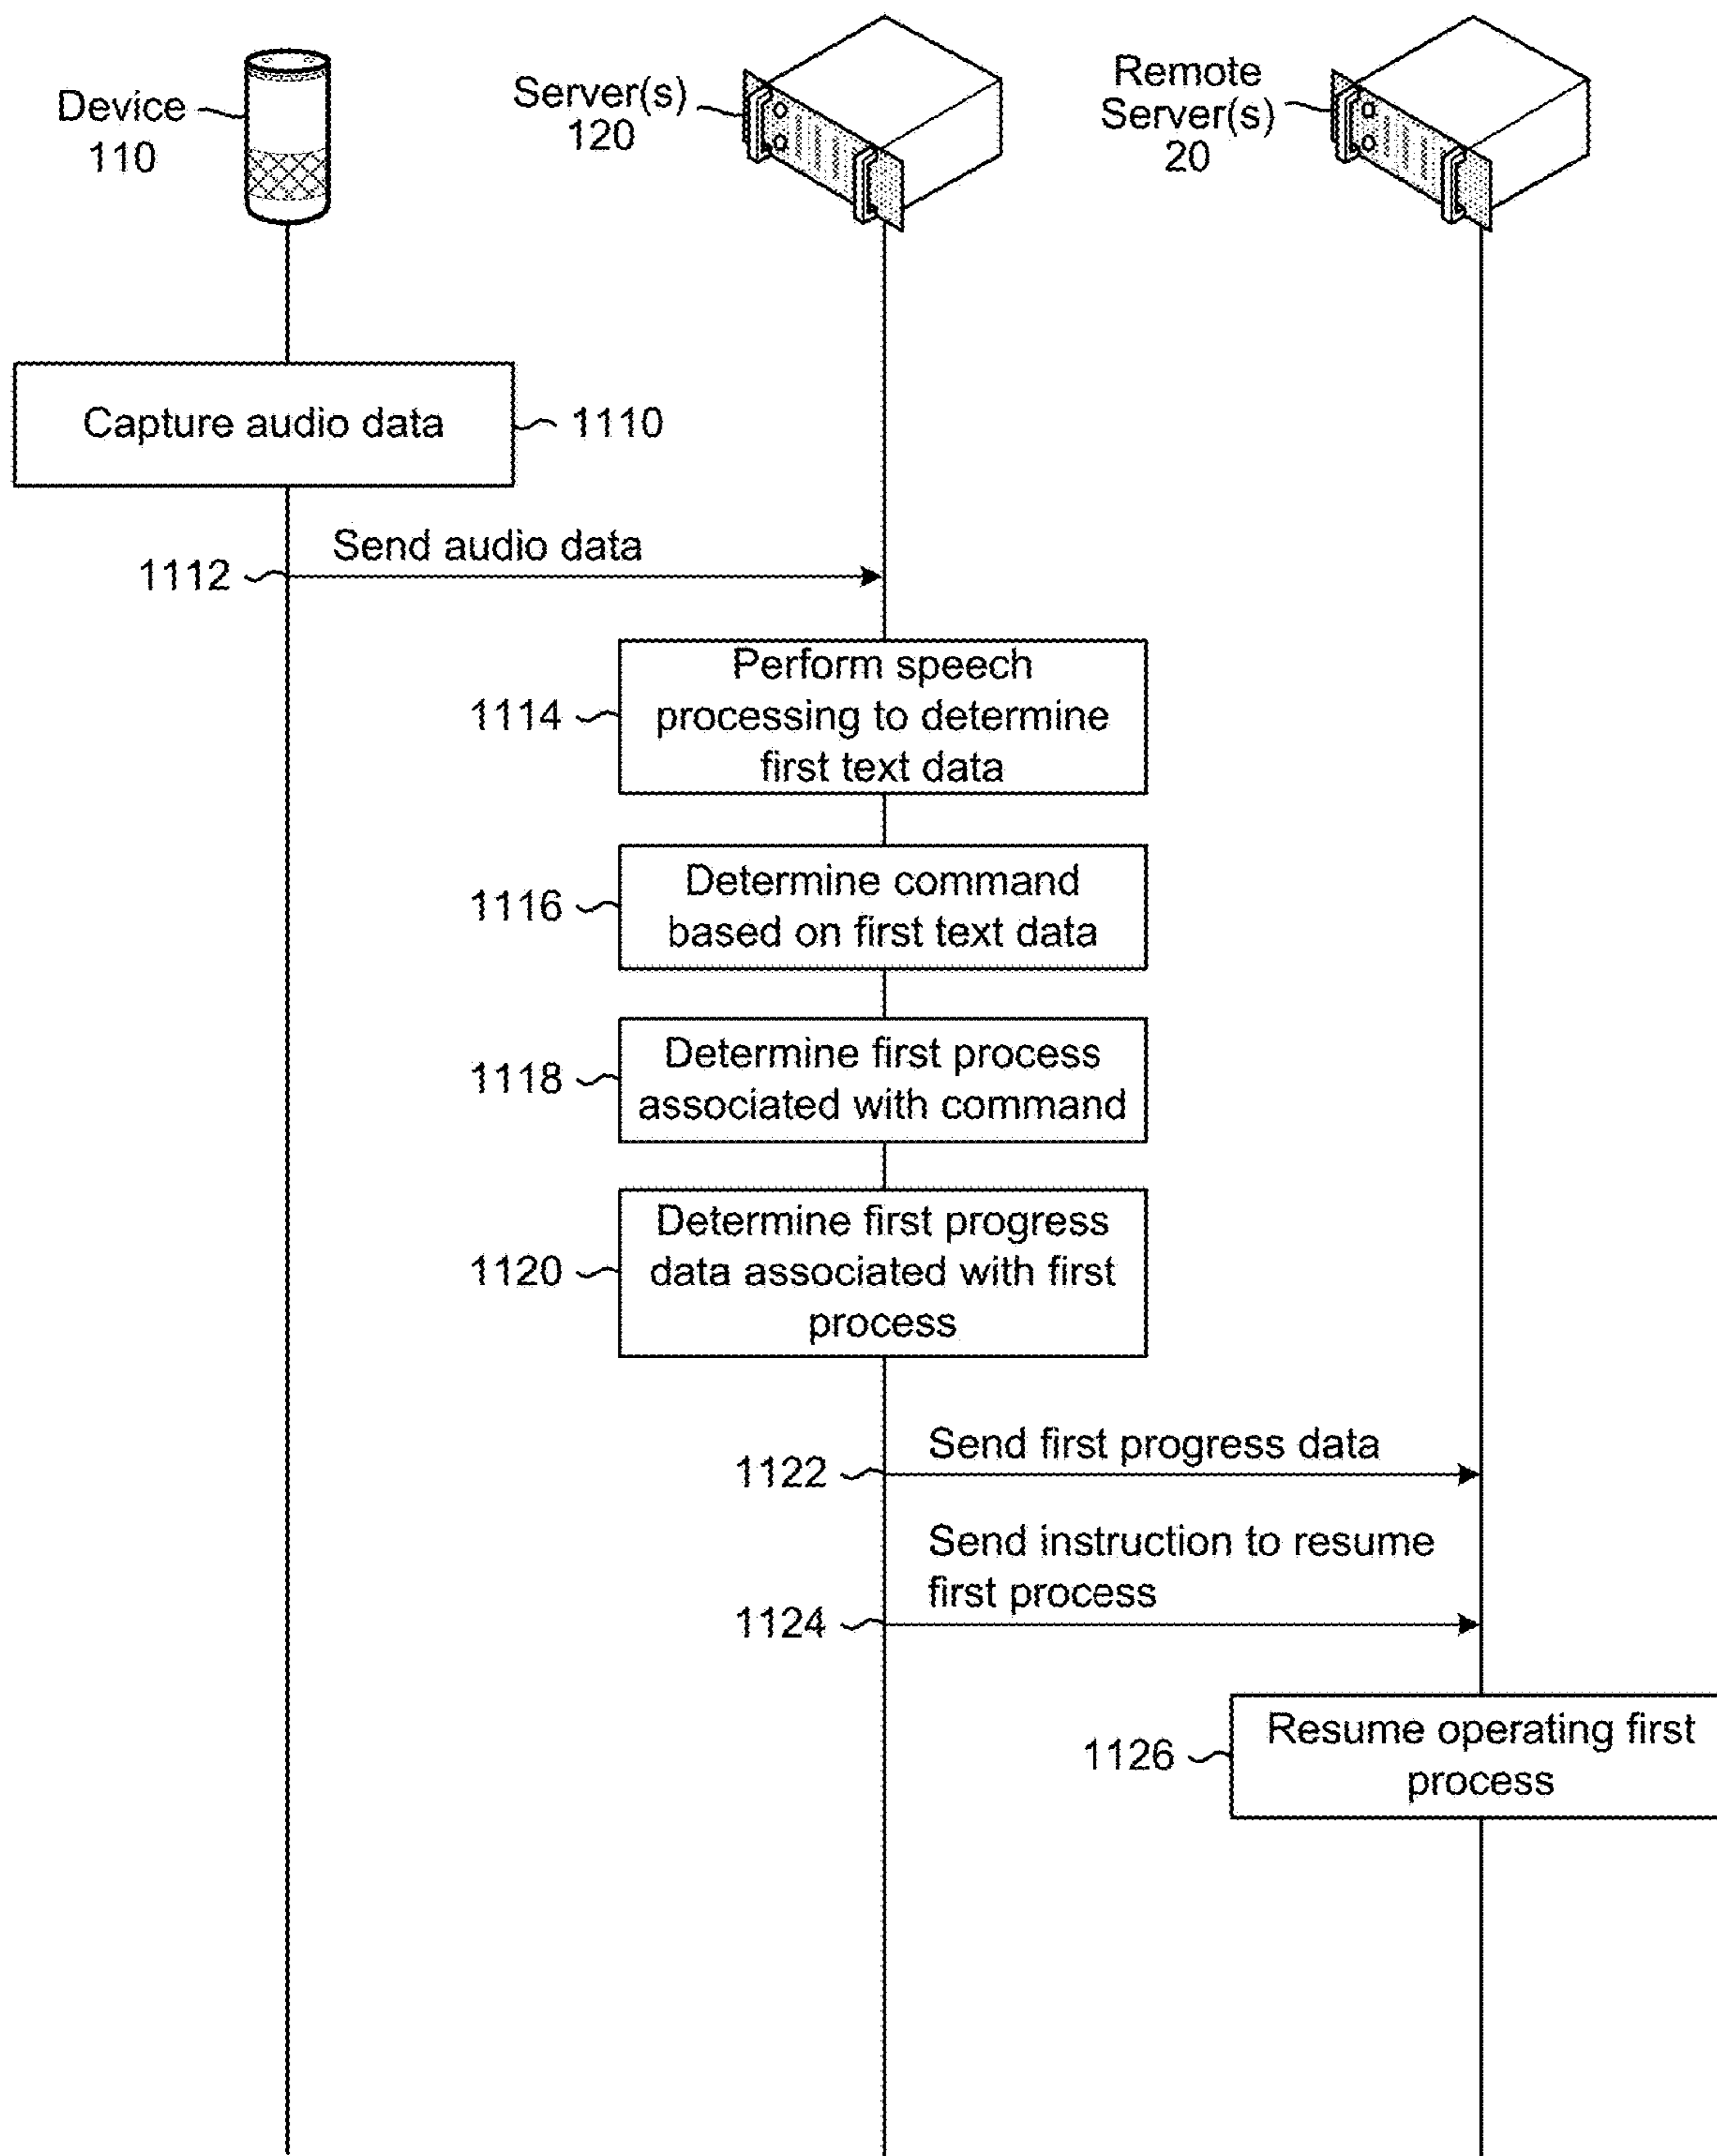 Device
110
Server(s)
120
Remote
Server(s)
20
Capture audio data
1110
Send audio data
1112
Perform speech
processing to determine
first text data
1114
Determine command
based on first text data
1116
Determine first process
associated with command
1118
Determine first progress
data associated with first
process
1120
Send first progress data
1122
Send instruction to resume
first process
1124
Resume operating first
process
1126